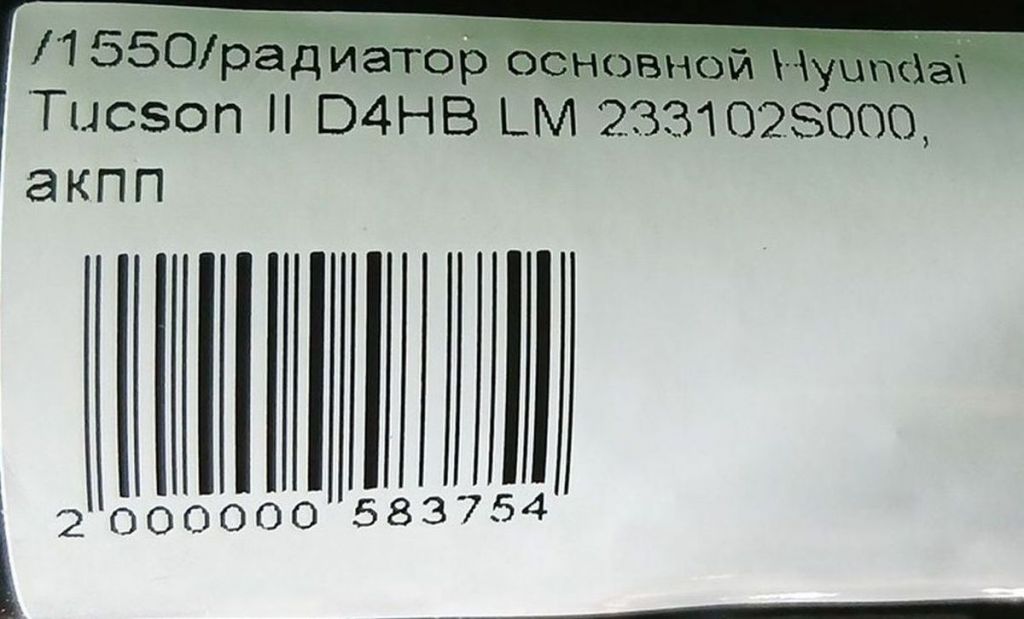 /1550/радиатор основной Hyundai
Tucson II D4HB LM 233102S000,
акпп
2 000000 583754